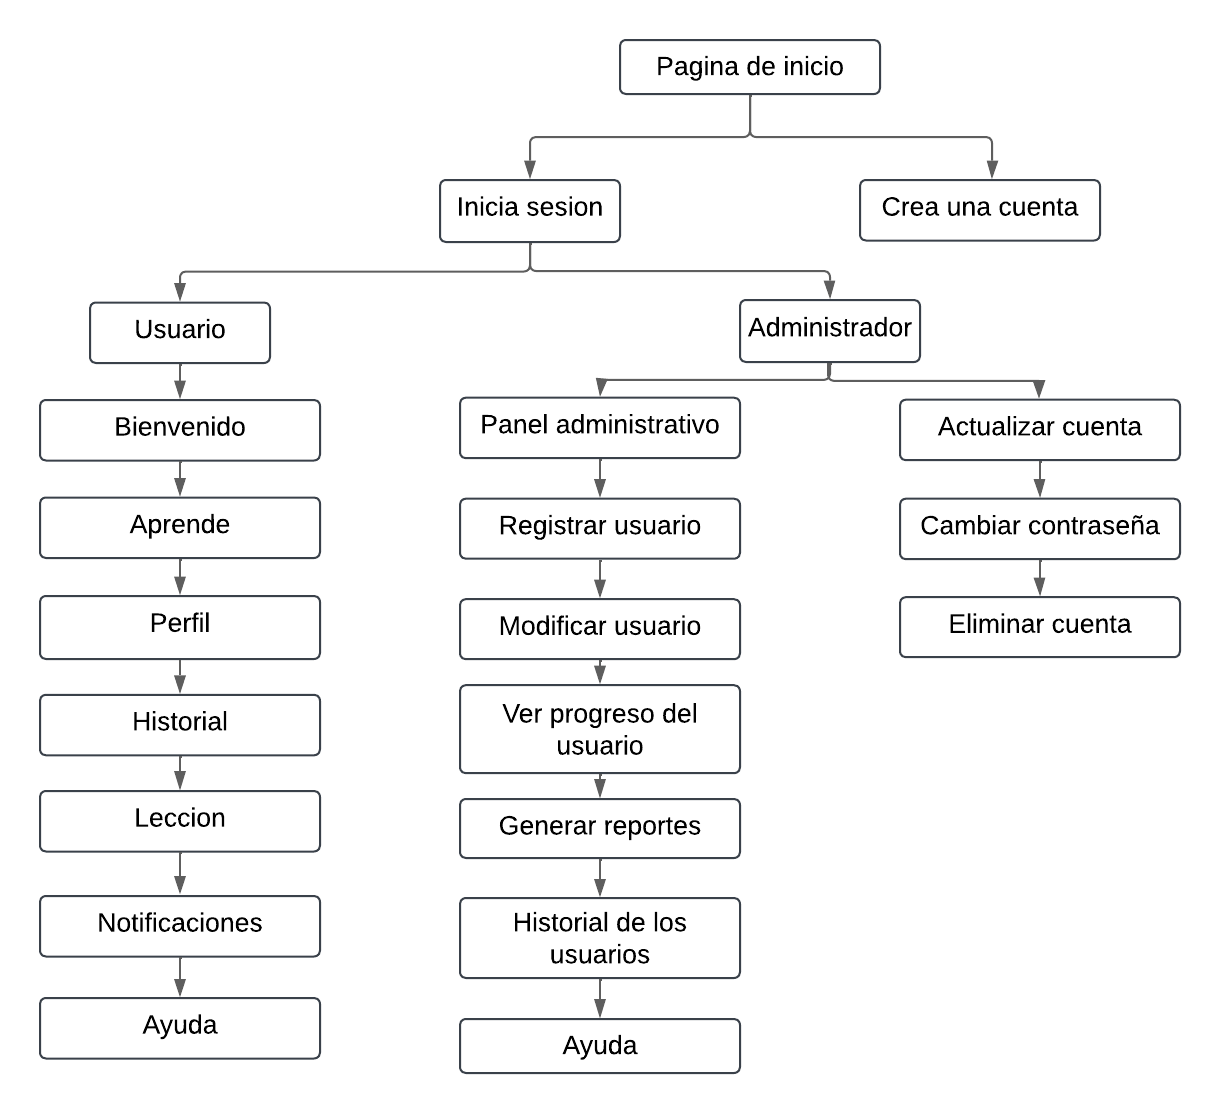 Pagina de inicio
Inicia sesion
Crea una cuenta
Usuario
Administrador
Bienvenido
Panel administrativo
Actualizar cuenta
Aprende
Registrar usuario
Cambiar contraseña
Perfil
Modificar usuario
Eliminar cuenta
Historial
Ver progreso del
usuario
Leccion
Generar reportes
Notificaciones
Historial de los
usuarios
Ayuda
Ayuda